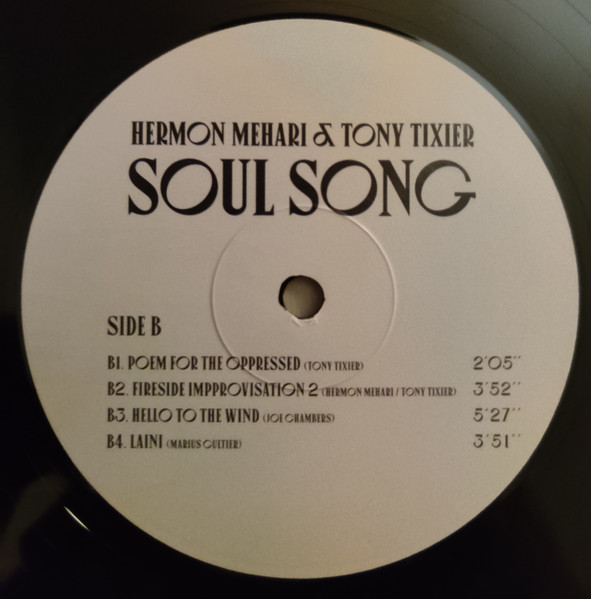 HERMON MEHARI & TONY TIXIER
SOUL SONG
SIDE B
B1. POEM FOR THE OPPRESSED (TONY TIXIER) 2'05''
B2. FIRESIDE IMPPROVISATION 2 (HERMON MEHARI / TONY TIXIER) 3'52''
B3. HELLO TO THE WIND (JOE CHAMBERS) 5'27''
B4. LAINI (MARIUS CULTIER) 3'51''